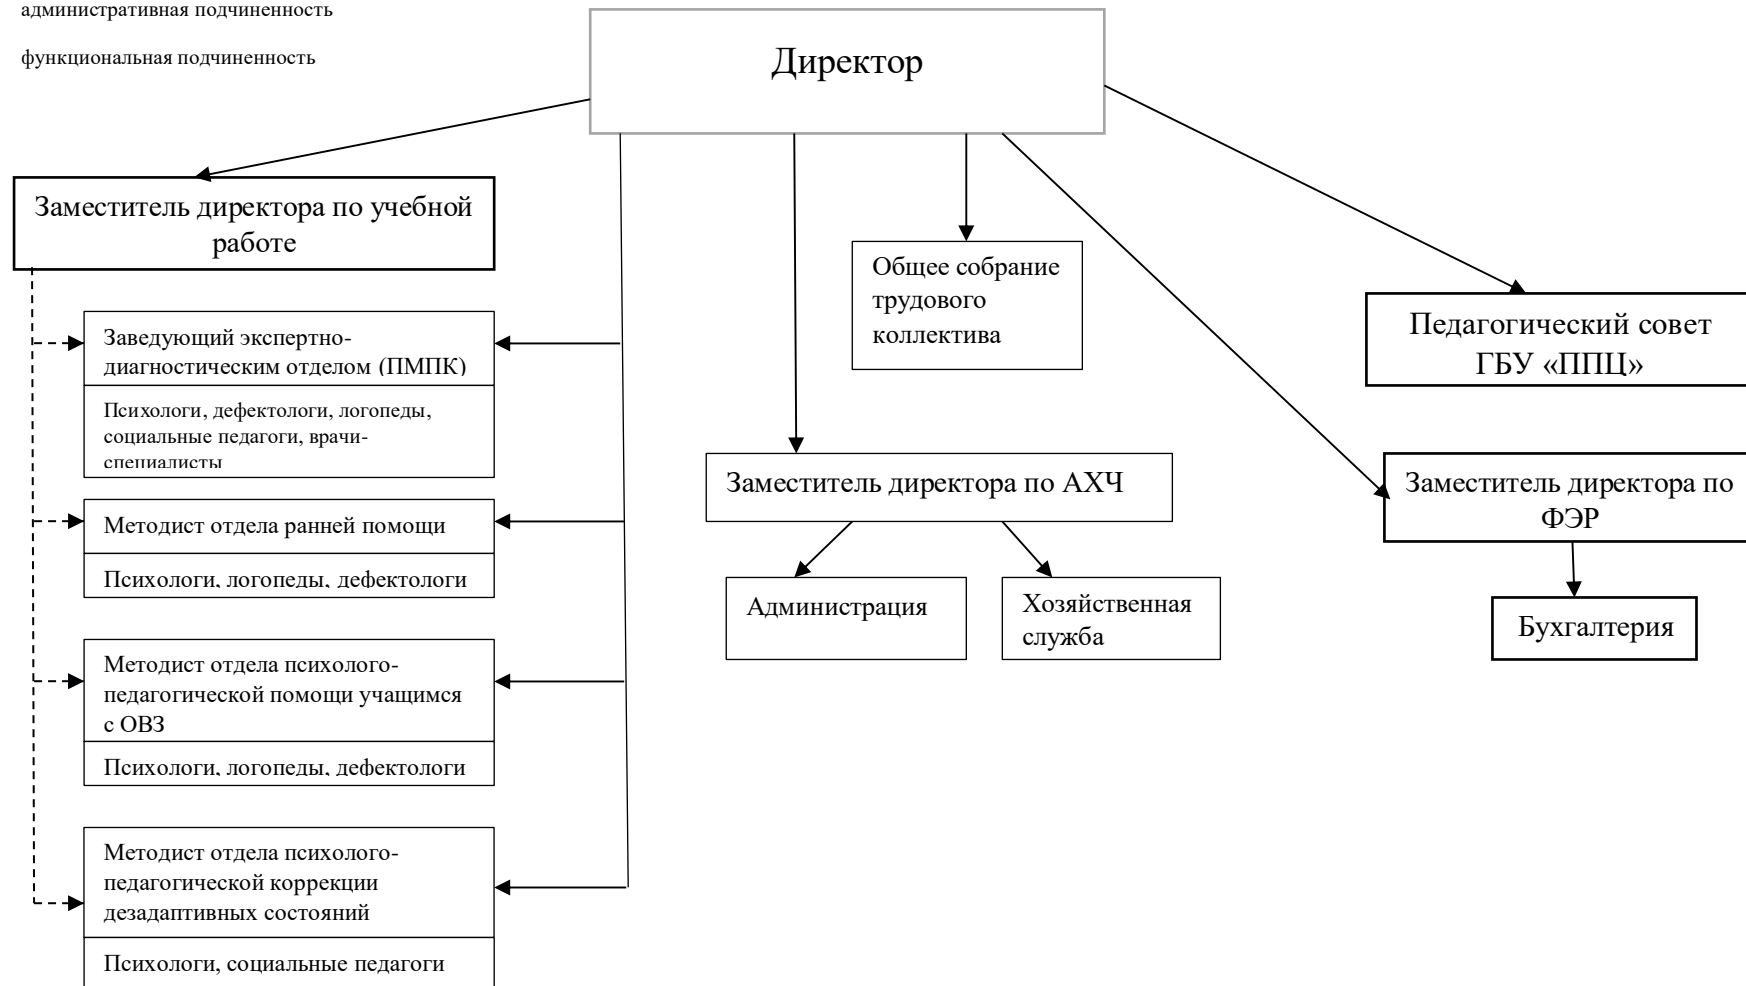 административная подчиненность
функциональная подчиненность
Директор
Заместитель директора по учебной
работе
Заведующий экспертно-
диагностическим отделом (ПМПК)
Психологи, дефектологи, логопеды,
социальные педагоги, врачи-
специалисты
Методист отдела ранней помощи
Психологи, логопеды, дефектологи
Методист отдела психолого-
педагогической помощи учащимся
с ОВЗ
Психологи, логопеды, дефектологи
Методист отдела психолого-
педагогической коррекции
дезадаптивных состояний
Психологи, социальные педагоги
Общее собрание
трудового
коллектива
Заместитель директора по АХЧ
Администрация
Хозяйственная
служба
Педагогический совет
ГБУ «ППЦ»
Заместитель директора по
ФЭР
Бухгалтерия